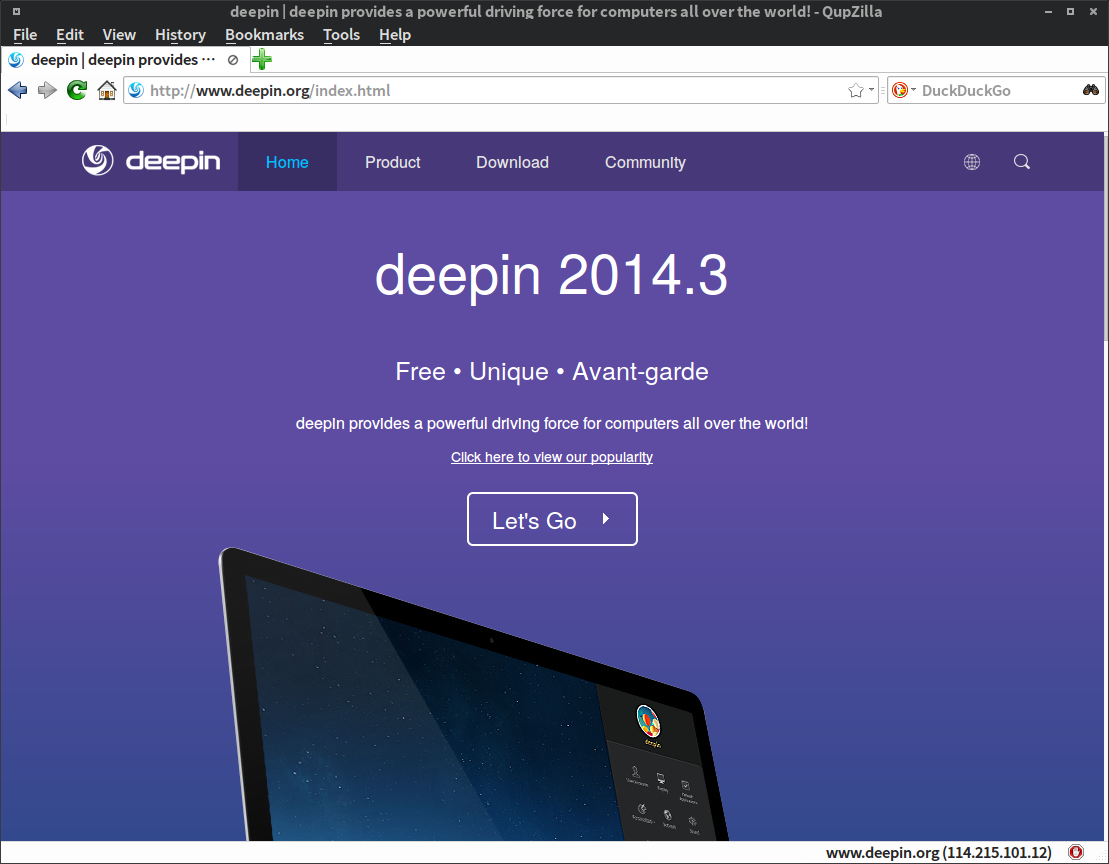 deepin | deepin provides a powerful driving force for computers all over the world! - QupZilla
File Edit View History Bookmarks Tools Help
deepin | deepin provides ···
http://www.deepin.org/index.html DuckDuckGo
deepin Home Product Download Community
deepin 2014.3
Free • Unique • Avant-garde
deepin provides a powerful driving force for computers all over the world!
Click here to view our popularity
Let's Go
deepin
www.deepin.org (114.215.101.12)